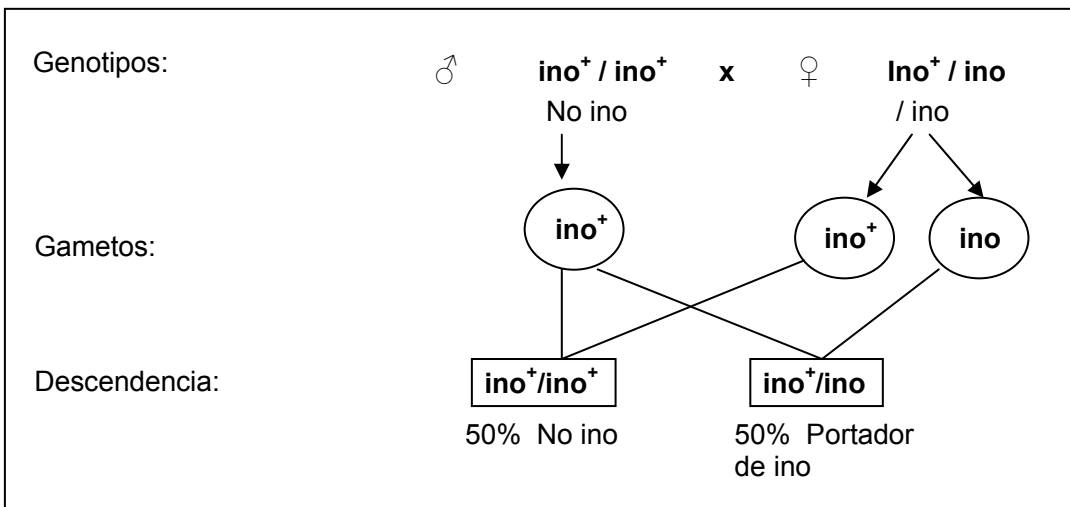 Genotipos: ♂ ino⁺ / ino⁺ x ♀ Ino⁺ / ino
No ino / ino
Gametos: ino⁺ ino⁺ ino
Descendencia: ino⁺/ino⁺ ino⁺/ino
50% No ino 50% Portador
de ino